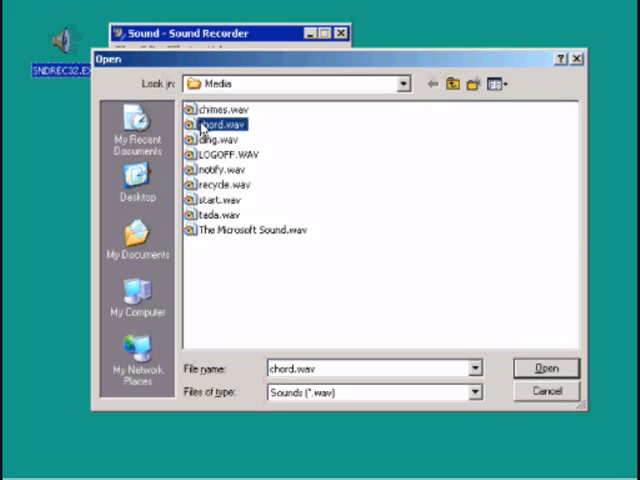 Sound - Sound Recorder
SNDREC32.E
Open
Look in:
Media
chimes.wav
chord.wav
ding.wav
LOGOFF.WAV
notify.wav
recycle.wav
start.wav
tada.wav
The Microsoft Sound.wav
My Recent
Documents
Desktop
My Documents
My Computer
My Network
Places
File name:
chord.wav
Open
Files of type:
Sounds (*.wav)
Cancel